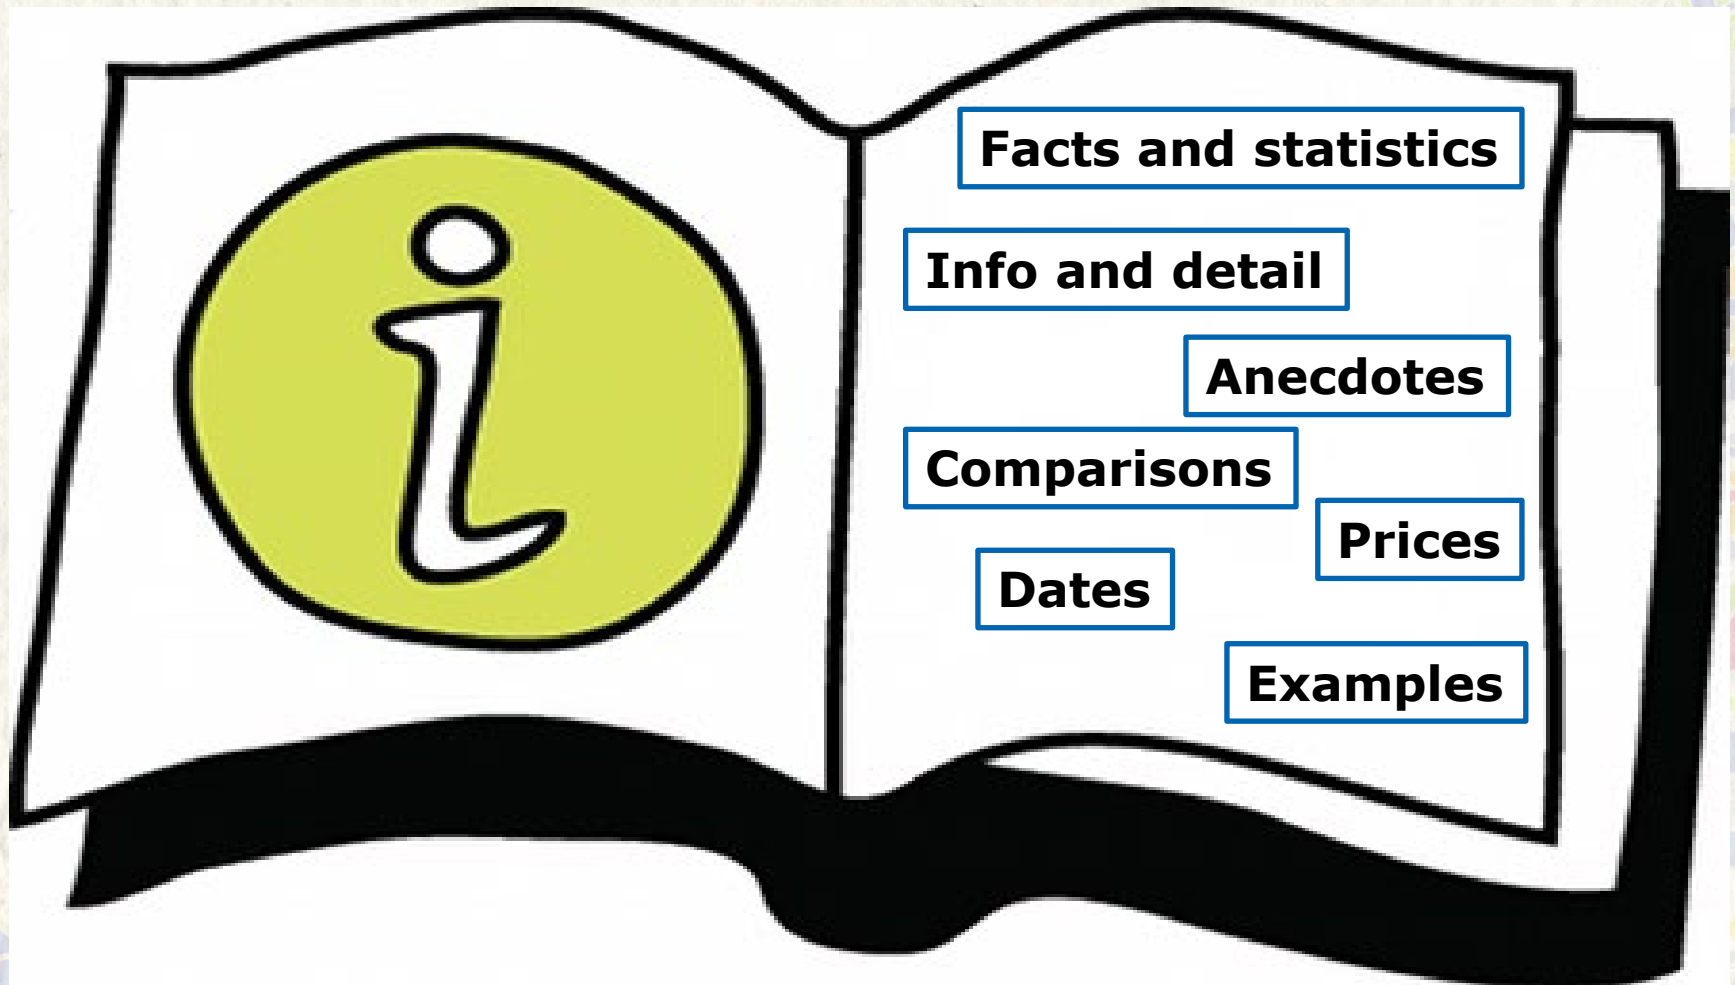 i
Facts and statistics
Info and detail
Anecdotes
Comparisons
Prices
Dates
Examples